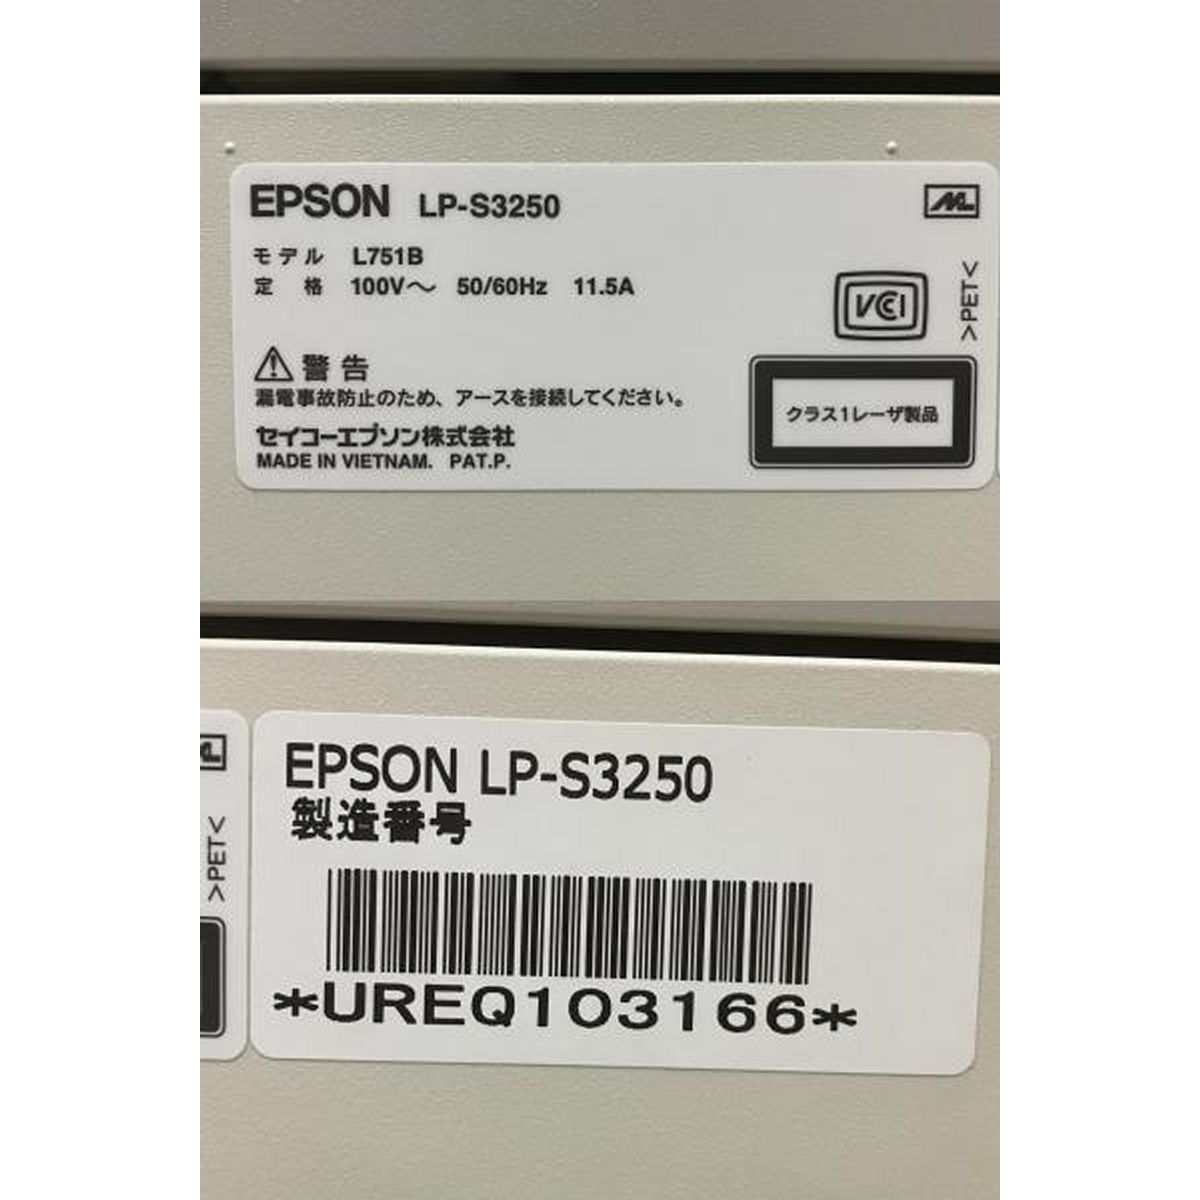 EPSON LP-S3250
モデル L751B
定格 100V～ 50/60Hz 11.5A
警告
漏電事故防止のため、アースを接続してください。
セイコーエプソン株式会社
MADE IN VIETNAM. PAT.P.
VCCI
>PET<
クラス1レーザ製品
>PET<
EPSON LP-S3250
製造番号
*UREQ103166*